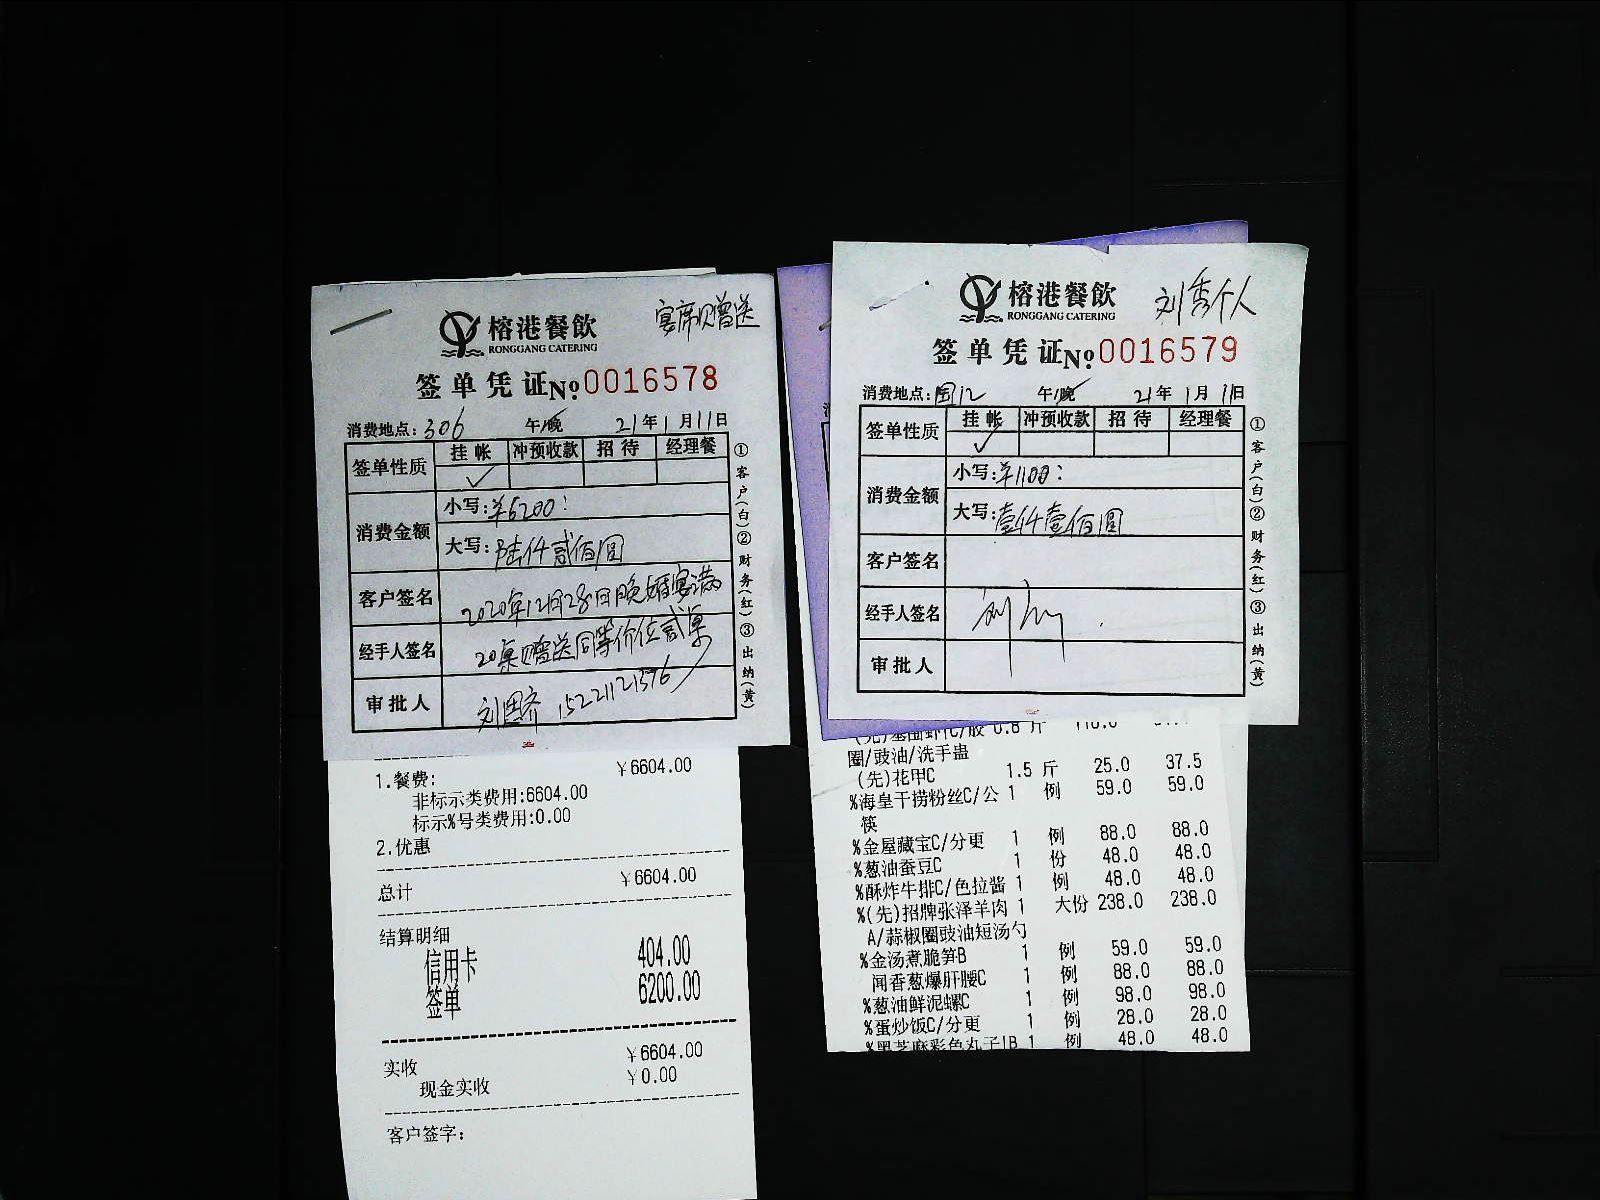 榕港餐飲
RONGGANG CATERING
宴席赠送
签单凭证 No. 0016578
消费地点: 306 午/晚 21年1月11日
签单性质 挂帐 冲预收款 招待 经理餐
✓
消费金额
小写: ¥6200:
大写: 陆仟贰佰圆
客户签名 2020年12月28日晚婚宴满
经手人签名 20桌赠送同等价位贰桌
审批人 15221121376
①客户(白)②财务(红)③出纳(黄)
1.餐费: ¥6604.00
非标示类费用:6604.00
标示%号类费用:0.00
2.优惠
总计 ¥6604.00
结算明细
信用卡 404.00
签单 6200.00
实收 ¥6604.00
现金实收 ¥0.00
客户签字:
榕港餐飲
RONGGANG CATERING
刘秀个人
签单凭证 No. 0016579
消费地点: 国12 午/晚 21年1月11日
签单性质 挂帐 冲预收款 招待 经理餐
✓
消费金额
小写: ¥1100:
大写: 壹仟壹佰圆
客户签名
经手人签名
审批人
①客户(白)②财务(红)③出纳(黄)
圈/豉油/洗手盅
(先)花甲C 1.5 斤 25.0 37.5
%海皇干捞粉丝C/公 1 例 59.0 59.0
筷
%金屋藏宝C/分更 1 例 88.0 88.0
%葱油蚕豆C 1 份 48.0 48.0
%酥炸牛排C/色拉酱 1 例 48.0 48.0
%(先)招牌张泽羊肉 1 大份 238.0 238.0
A/蒜椒圈豉油短汤勺
%金汤煮脆笋B 1 例 59.0 59.0
闻香葱爆肝腰C 1 例 88.0 88.0
%葱油鲜泥螺C 1 例 98.0 98.0
%蛋炒饭C/分更 1 例 28.0 28.0
%黑芝麻彩色丸子|B 1 例 48.0 48.0